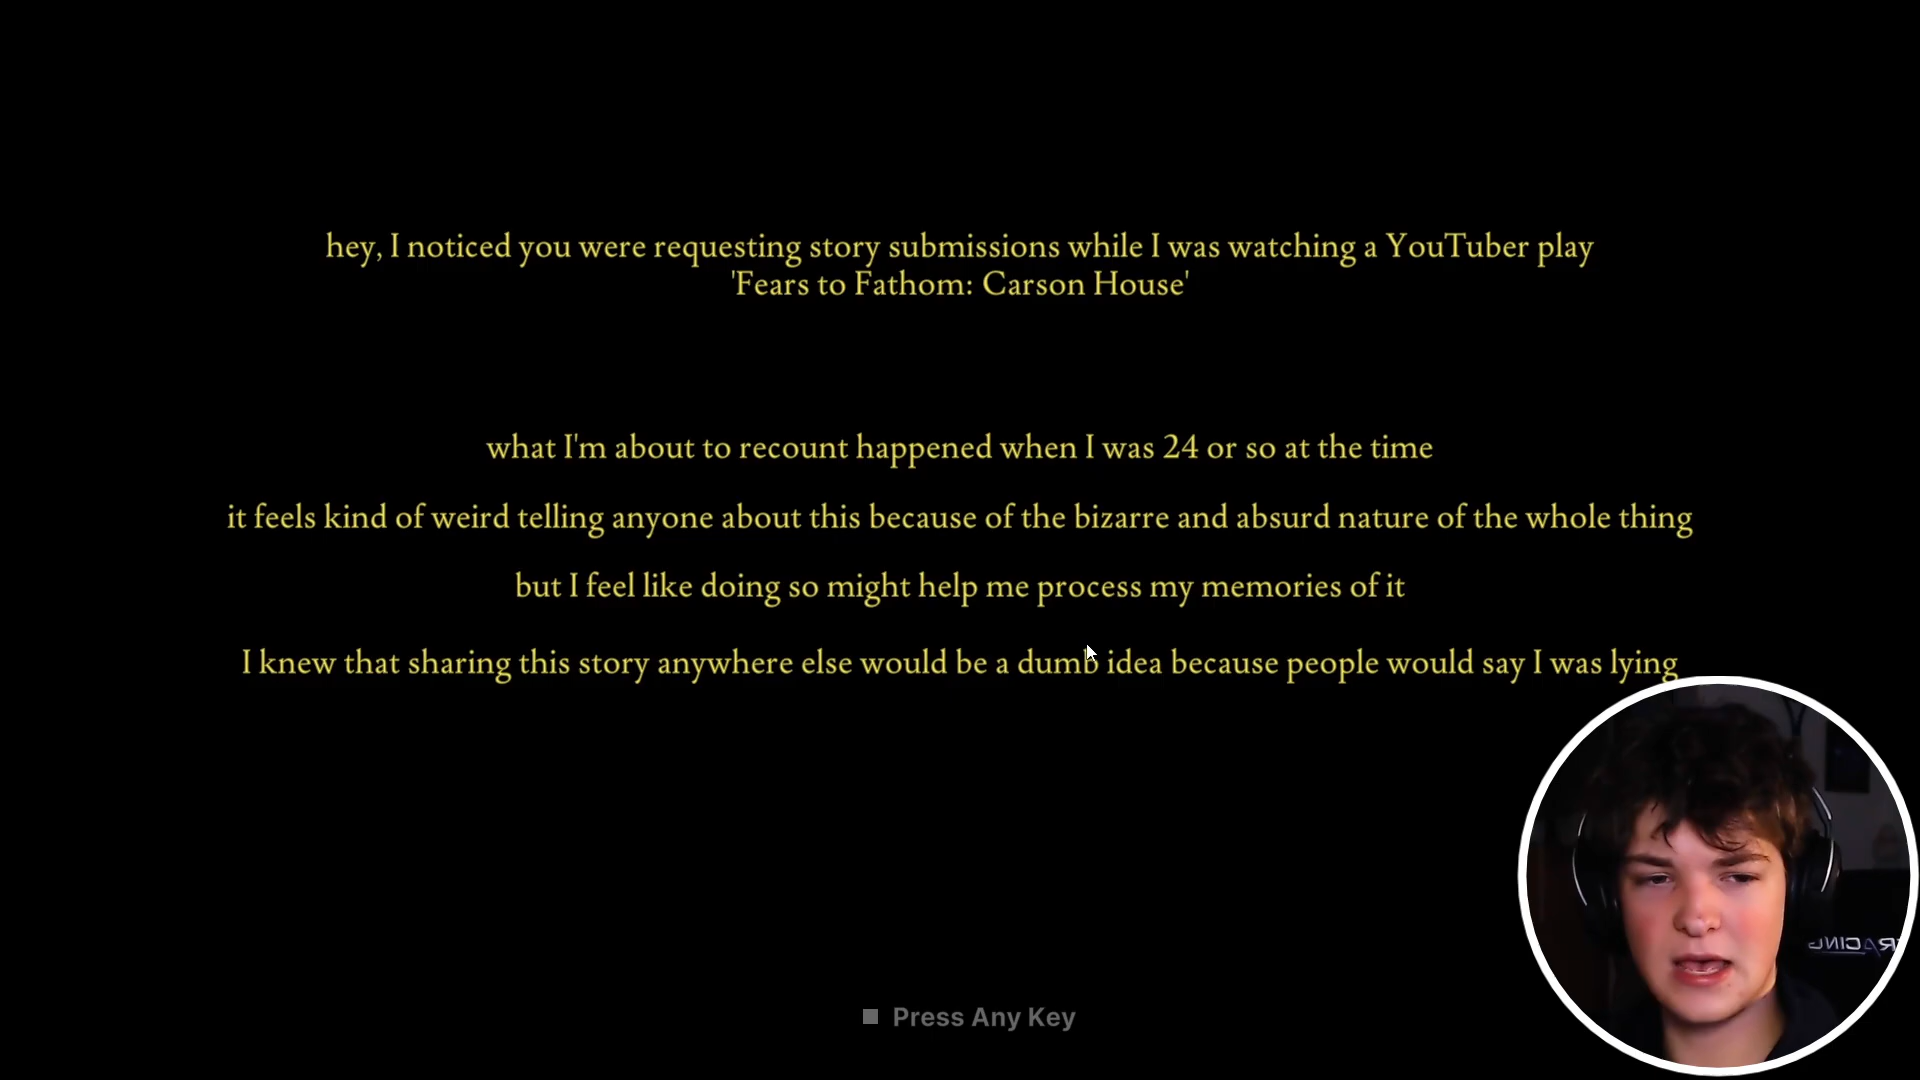 hey, I noticed you were requesting story submissions while I was watching a YouTuber play
'Fears to Fathom: Carson House'
what I'm about to recount happened when I was 24 or so at the time
it feels kind of weird telling anyone about this because of the bizarre and absurd nature of the whole thing
but I feel like doing so might help me process my memories of it
I knew that sharing this story anywhere else would be a dumb idea because people would say I was lying
Press Any Key